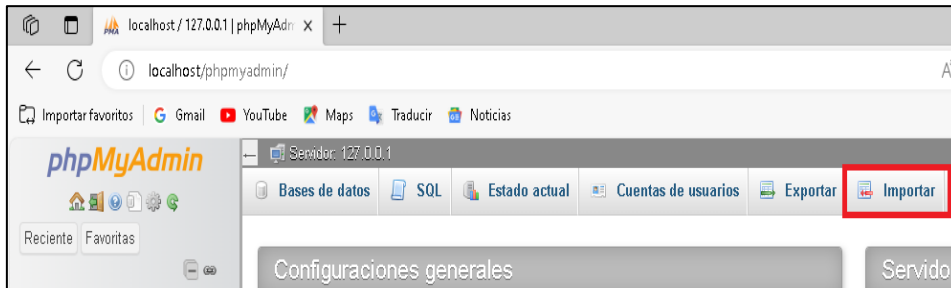 localhost / 127.0.0.1 | phpMyAdm
localhost/phpmyadmin/
Importar favoritos Gmail YouTube Maps Traducir Noticias
phpMyAdmin
Servidor: 127.0.0.1
Bases de datos SQL Estado actual Cuentas de usuarios Exportar Importar
Reciente Favoritas
Configuraciones generales
Servido